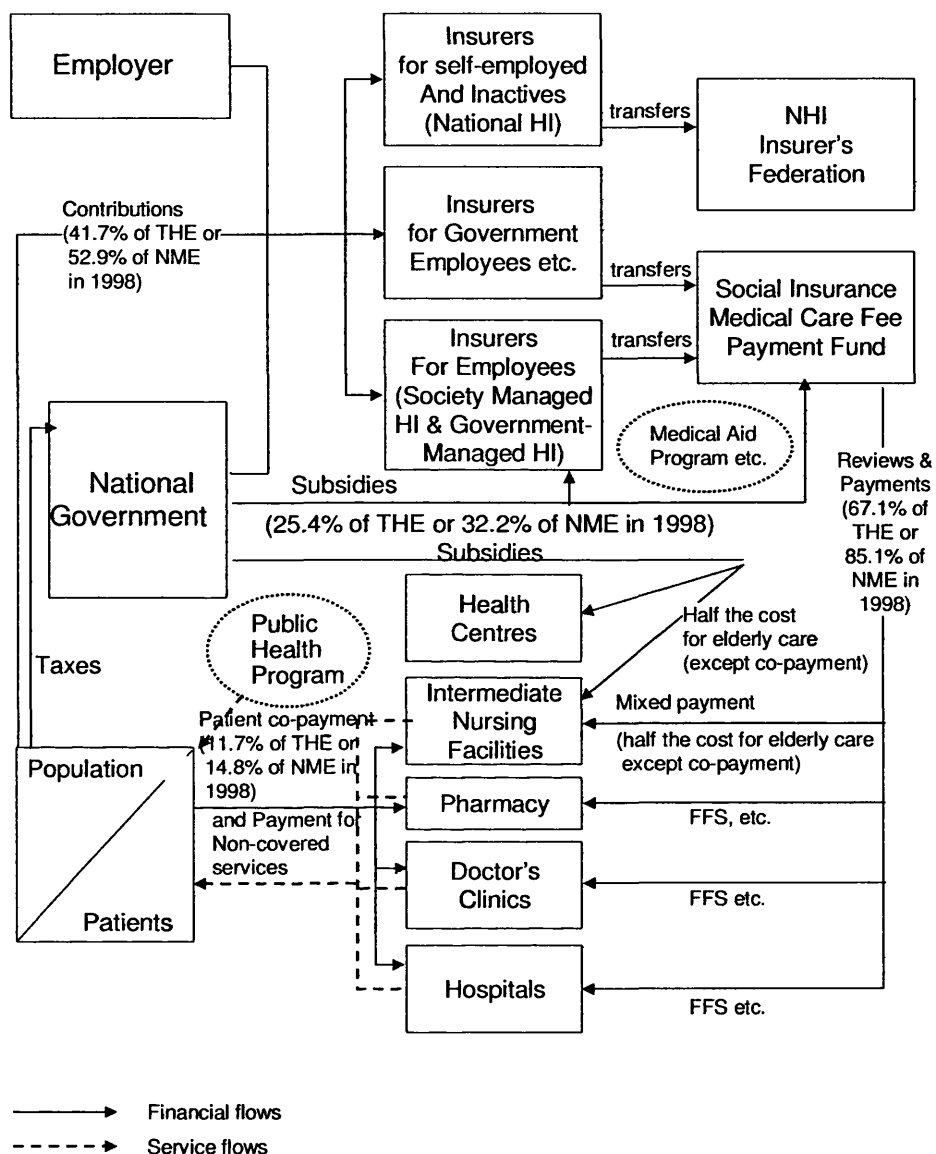 Employer
Insurers
for self-employed
And Inactives
(National HI)
transfers
NHI
Insurer's
Federation
Contributions
(41.7% of THE or
52.9% of NME
in 1998)
Insurers
for Government
Employees etc.
transfers
Social Insurance
Medical Care Fee
Payment Fund
Insurers
For Employees
(Society Managed
HI & Government-
Managed HI)
transfers
Medical Aid
Program etc.
National
Government
Subsidies
(25.4% of THE or 32.2% of NME in 1998)
Subsidies
Reviews &
Payments
(67.1% of
THE or
85.1% of
NME in
1998)
Health
Centres
Half the cost
for elderly care
(except co-payment)
Public
Health
Program
Taxes
Intermediate
Nursing
Facilities
Mixed payment
(half the cost for elderly care
except co-payment)
Patient co-payment
(11.7% of THE or
14.8% of NME in
1998)
and Payment for
Non-covered
services
Population
Patients
Pharmacy
FFS, etc.
Doctor's
Clinics
FFS etc.
Hospitals
FFS etc.
Financial flows
Service flows